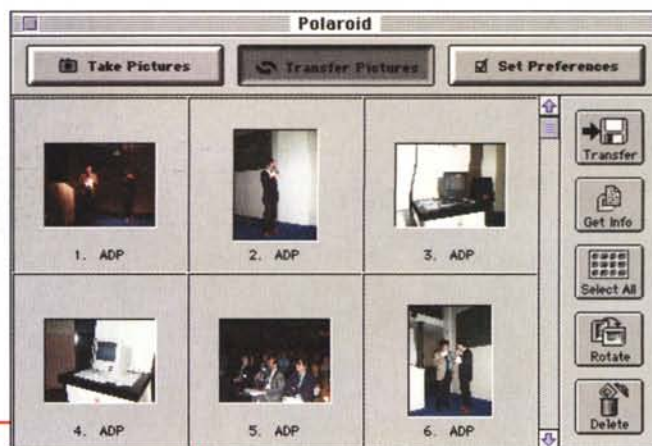 Polaroid
Take Pictures
Transfer Pictures
Set Preferences
1. ADP
2. ADP
3. ADP
4. ADP
5. ADP
6. ADP
Transfer
Get Info
Select All
Rotate
Delete